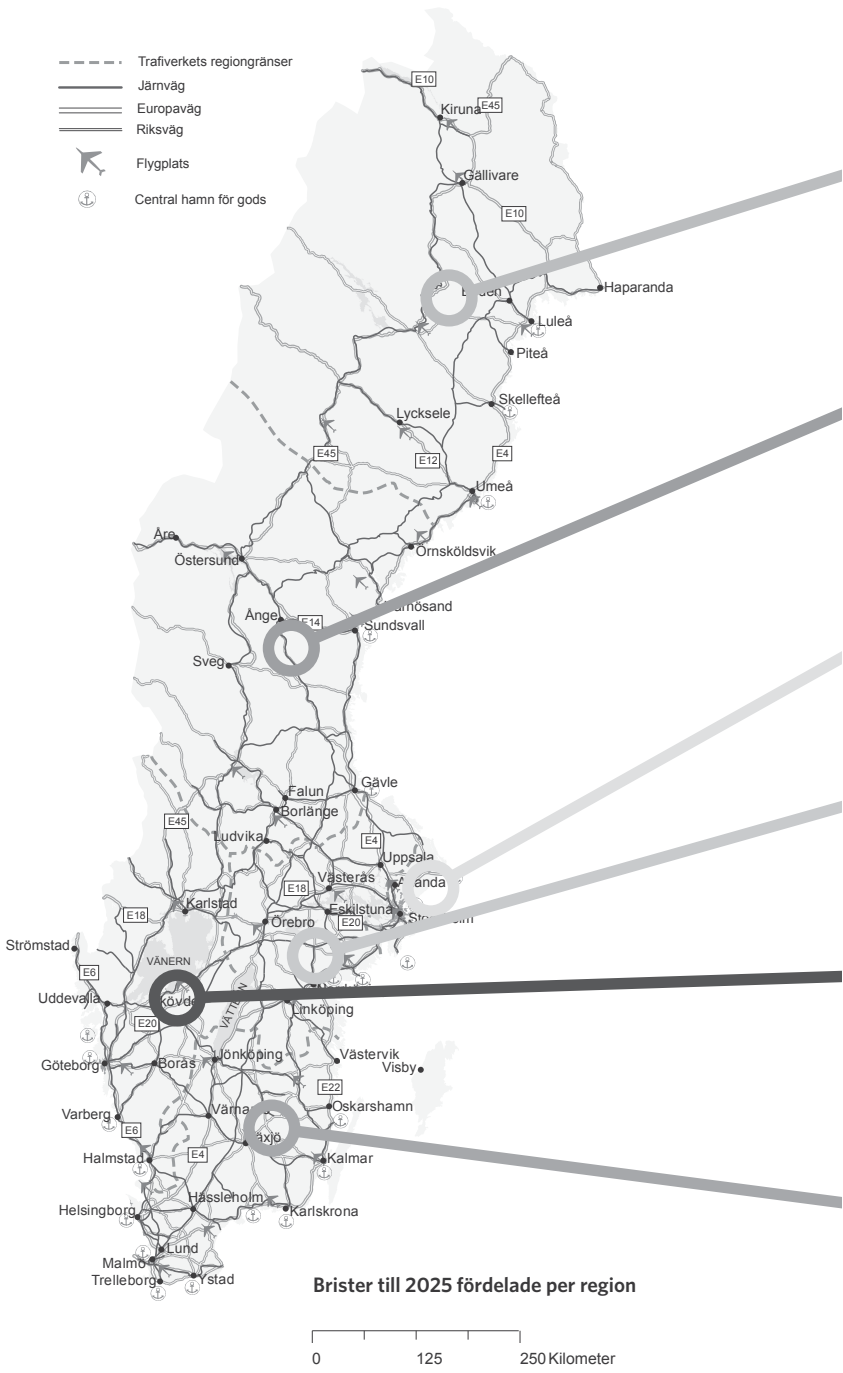 Trafiverkets regiongränser
Järnväg
Europaväg
Riksväg
Flygplats
Central hamn för gods
E10
Kiruna
E45
Gällivare
E10
Haparanda
Luleå
Piteå
Skellefteå
Lycksele
E45
E12
E4
Umeå
Åre
Östersund
Örnsköldsvik
Ånge
E14
Sundsvall
Sveg
Gävle
Falun
Borlänge
E45
Ludvika
E4
Uppsala
Västerås
E18
Karlstad
Eskilstuna
E18
Örebro
E20
Strömstad
VÄNERN
E6
Uddevalla
VÄTTERN
Linköping
E20
Jönköping
Västervik
Göteborg
Borås
Visby
E22
Oskarshamn
Varberg
E6
E4
Halmstad
Kalmar
Hässleholm
Helsingborg
Karlskrona
Lund
Malmö
Trelleborg
Ystad
Brister till 2025 fördelade per region
0 125 250 Kilometer